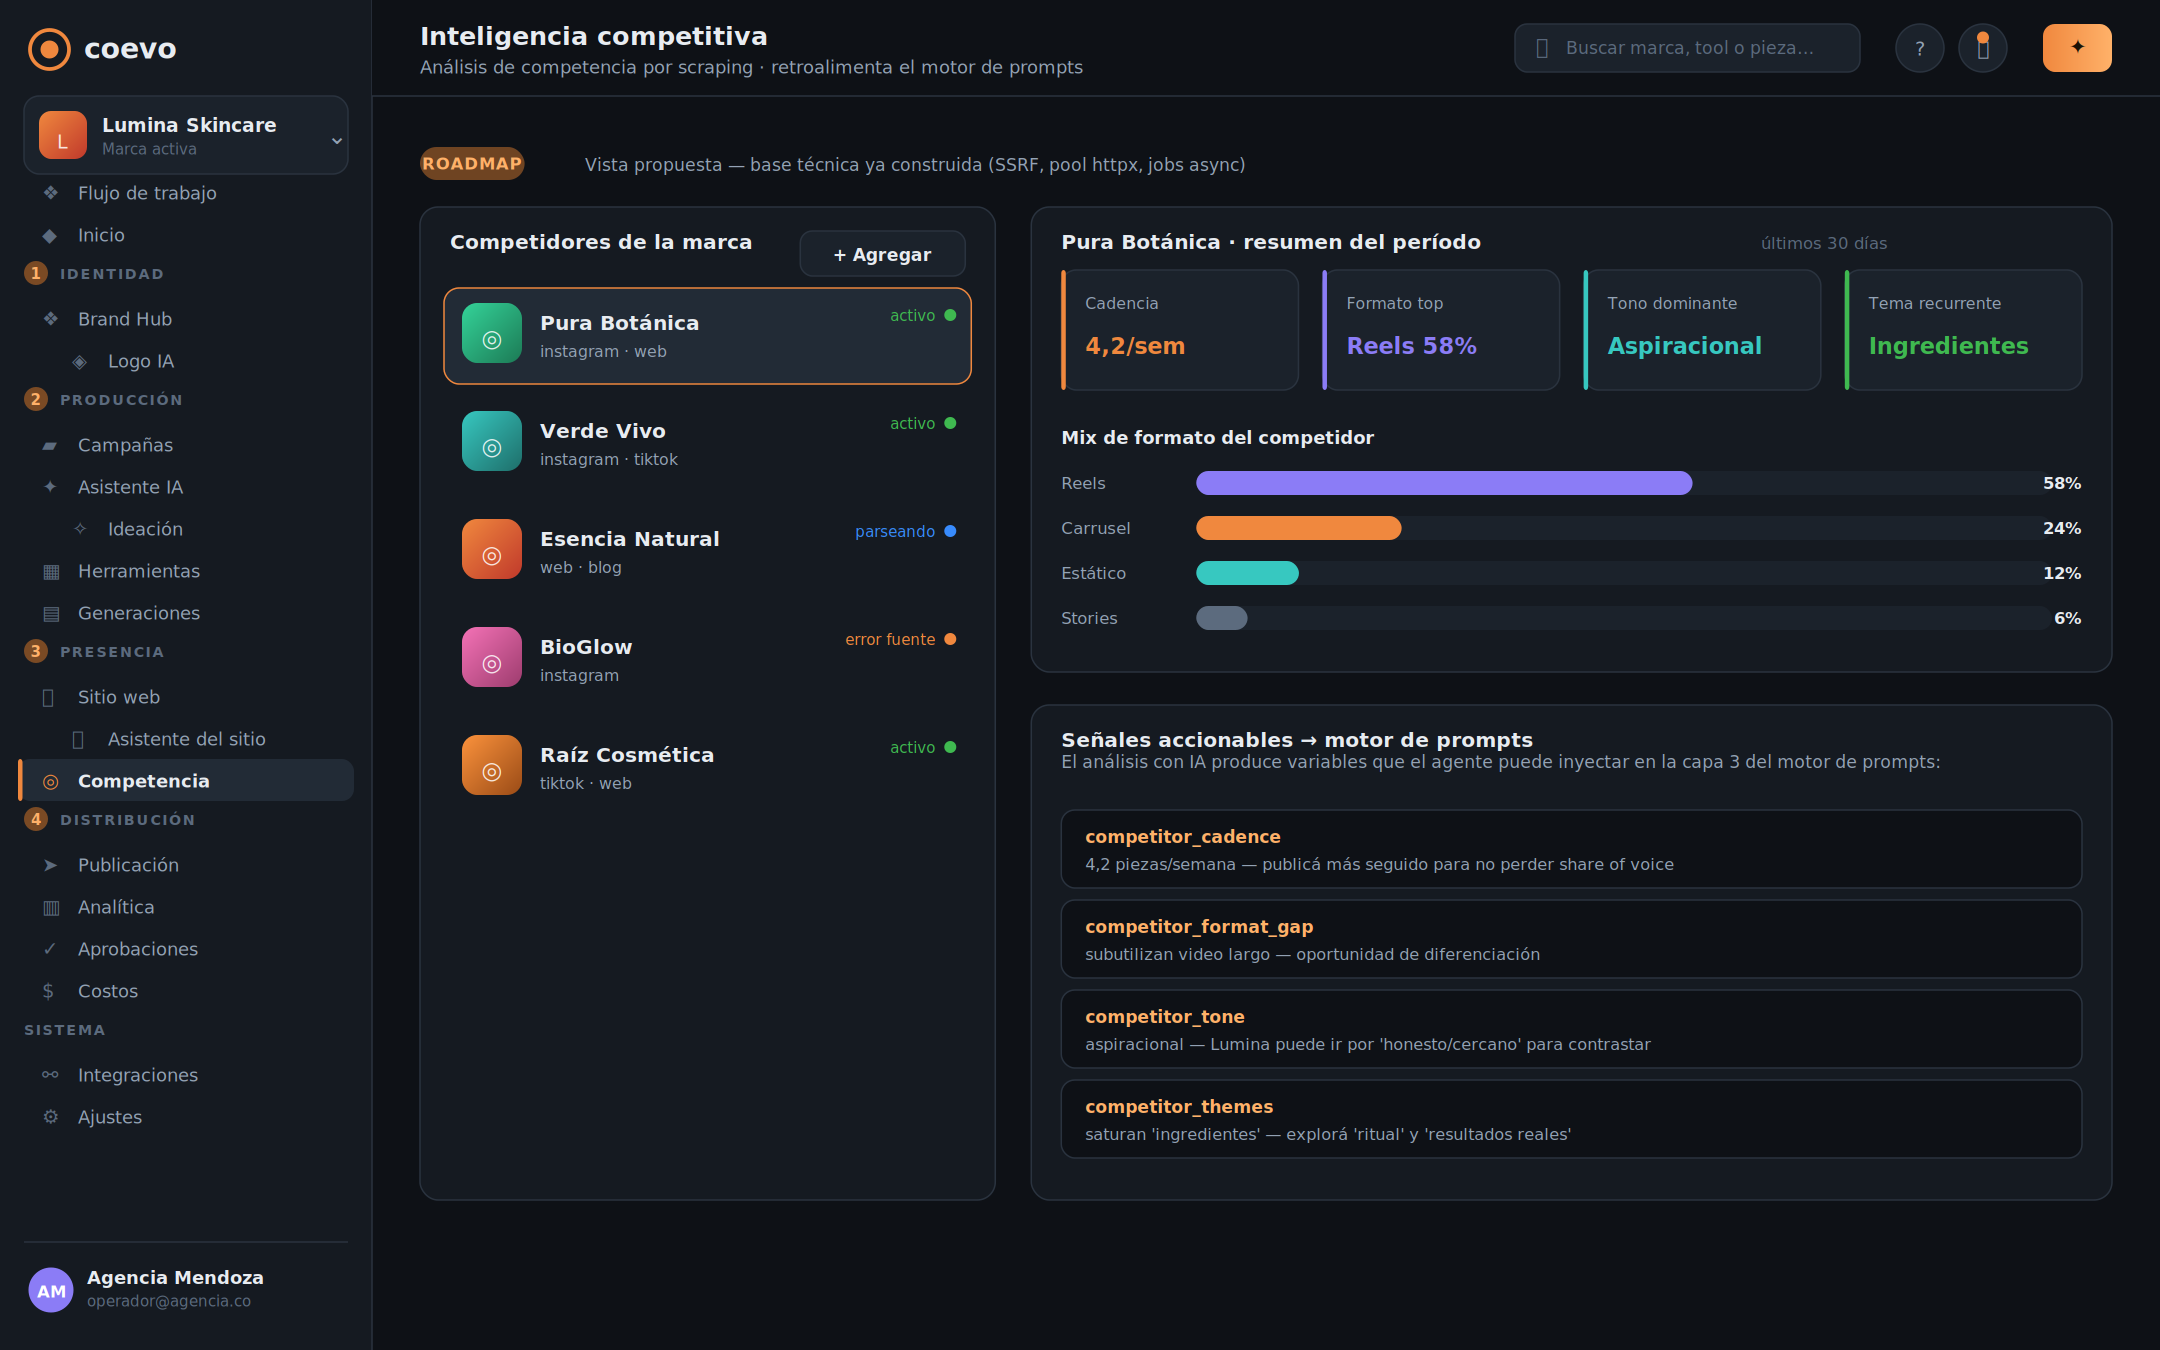 coevo
Lumina Skincare
Marca activa
L
Flujo de trabajo
Inicio
1 IDENTIDAD
Brand Hub
Logo IA
2 PRODUCCIÓN
Campañas
Asistente IA
Ideación
Herramientas
Generaciones
3 PRESENCIA
Sitio web
Asistente del sitio
Competencia
4 DISTRIBUCIÓN
Publicación
Analítica
Aprobaciones
$ Costos
SISTEMA
Integraciones
Ajustes
AM
Agencia Mendoza
operador@agencia.co
Inteligencia competitiva
Análisis de competencia por scraping · retroalimenta el motor de prompts
Buscar marca, tool o pieza...
?
ROADMAP
Vista propuesta — base técnica ya construida (SSRF, pool httpx, jobs async)
Competidores de la marca
+ Agregar
Pura Botánica
instagram · web
activo
Verde Vivo
instagram · tiktok
activo
Esencia Natural
web · blog
parseando
BioGlow
instagram
error fuente
Raíz Cosmética
tiktok · web
activo
Pura Botánica · resumen del período
últimos 30 días
Cadencia
4,2/sem
Formato top
Reels 58%
Tono dominante
Aspiracional
Tema recurrente
Ingredientes
Mix de formato del competidor
Reels 58%
Carrusel 24%
Estático 12%
Stories 6%
Señales accionables → motor de prompts
El análisis con IA produce variables que el agente puede inyectar en la capa 3 del motor de prompts:
competitor_cadence
4,2 piezas/semana — publicá más seguido para no perder share of voice
competitor_format_gap
subutilizan video largo — oportunidad de diferenciación
competitor_tone
aspiracional — Lumina puede ir por 'honesto/cercano' para contrastar
competitor_themes
saturan 'ingredientes' — explorá 'ritual' y 'resultados reales'